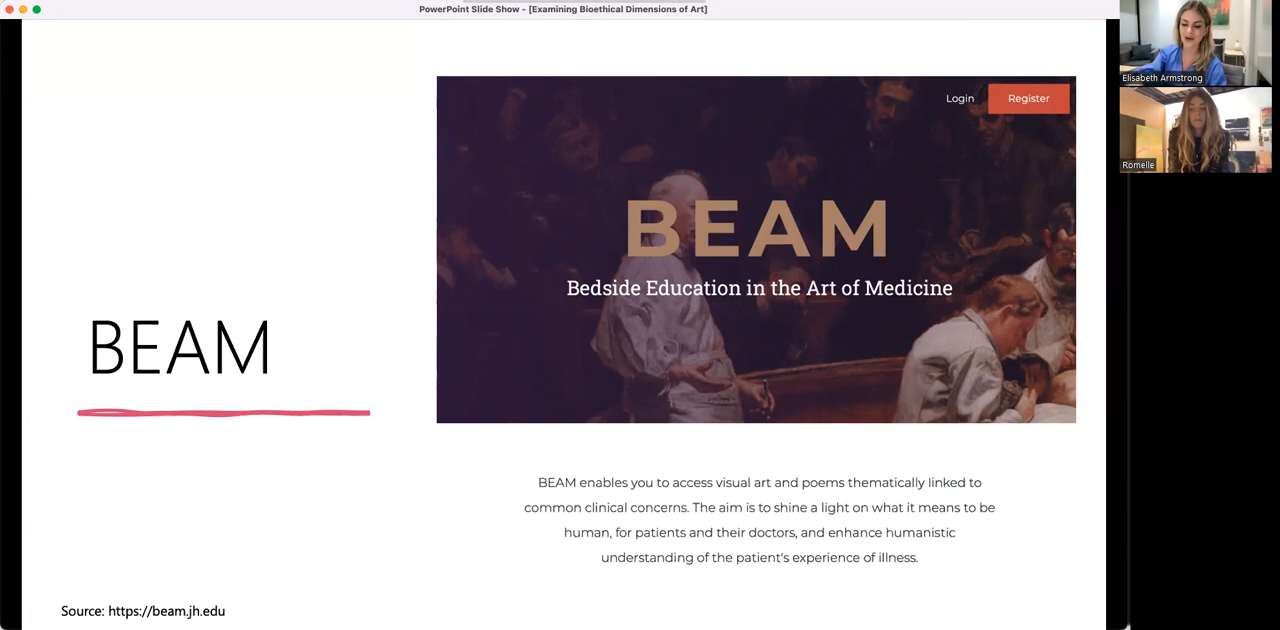 PowerPoint Slide Show - [Examining Bioethical Dimensions of Art]
Elisabeth Armstrong
Romelle
Login
Register
BEAM
Bedside Education in the Art of Medicine
BEAM
BEAM enables you to access visual art and poems thematically linked to
common clinical concerns. The aim is to shine a light on what it means to be
human, for patients and their doctors, and enhance humanistic
understanding of the patient's experience of illness.
Source: https://beam.jh.edu